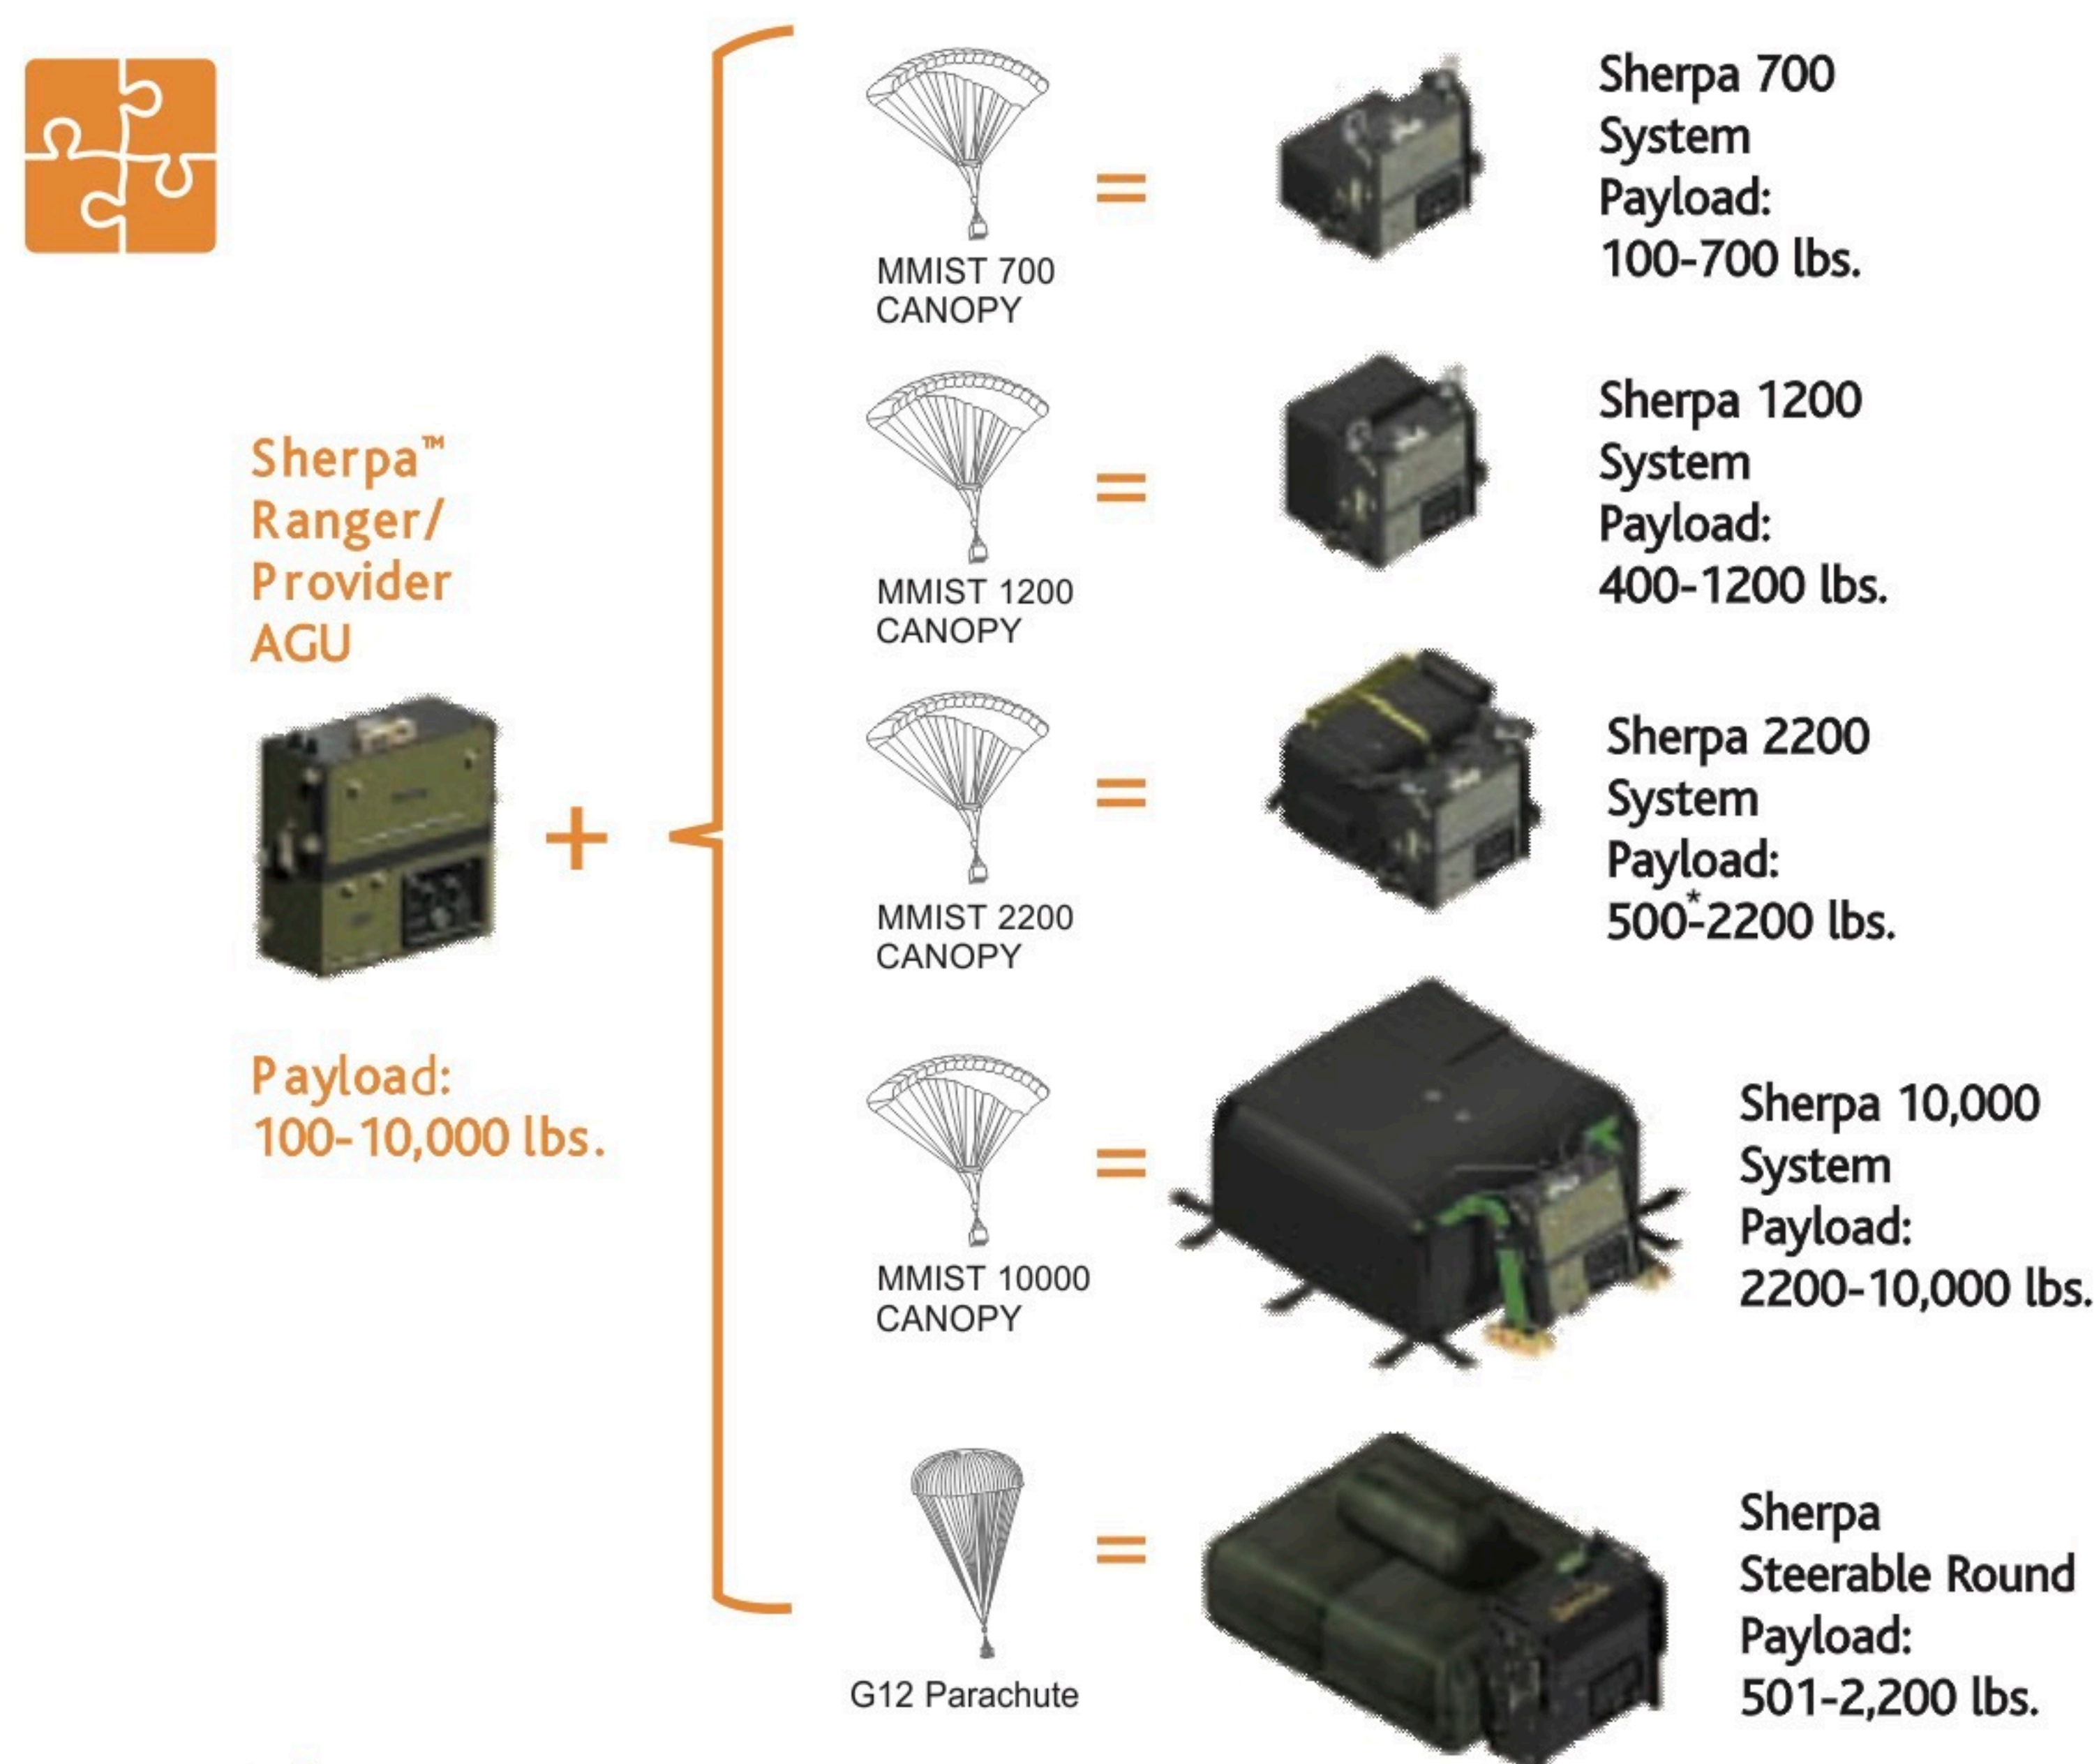 Sherpa™
Ranger/
Provider
AGU
Payload:
100-10,000 lbs.
+
MMIST 700
CANOPY
=
Sherpa 700
System
Payload:
100-700 lbs.
MMIST 1200
CANOPY
=
Sherpa 1200
System
Payload:
400-1200 lbs.
MMIST 2200
CANOPY
=
Sherpa 2200
System
Payload:
500*-2200 lbs.
MMIST 10000
CANOPY
=
Sherpa 10,000
System
Payload:
2200-10,000 lbs.
G12 Parachute
=
Sherpa
Steerable Round
Payload:
501-2,200 lbs.